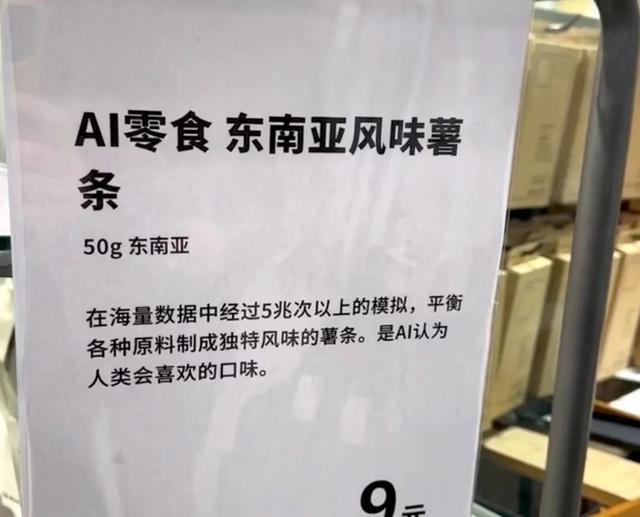 AI零食 东南亚风味薯
条
50g 东南亚
在海量数据中经过5兆次以上的模拟，平衡
各种原料制成独特风味的薯条。是AI认为
人类会喜欢的口味。
9元